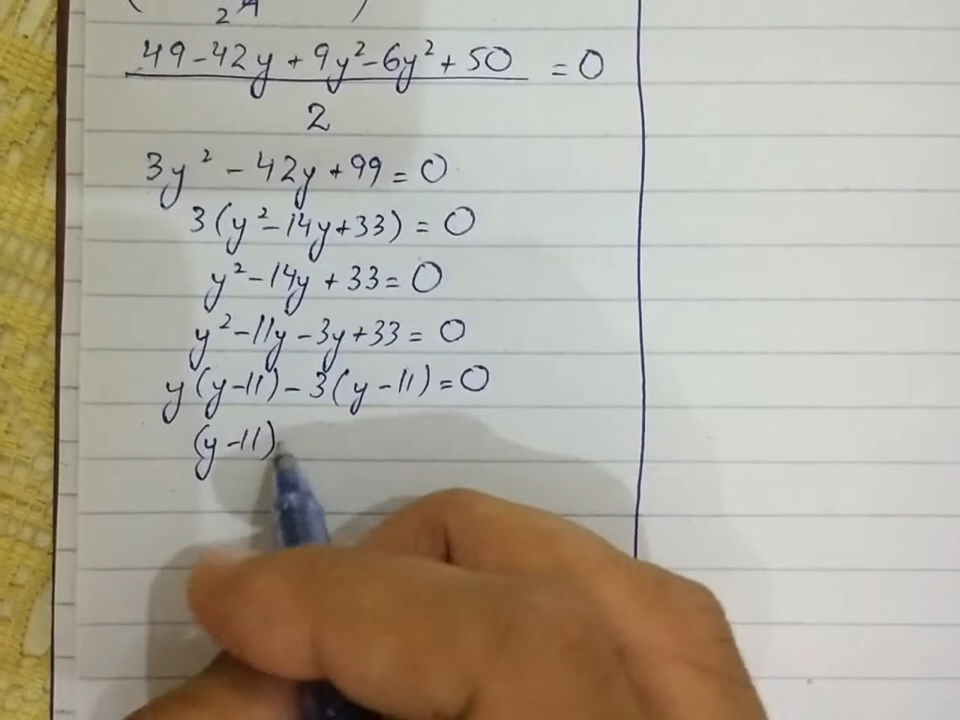 49-42y+9y²-6y²+50 = 0
2
3y²-42y+99=0
3(y²-14y+33)=0
y²-14y+33=0
y²-11y-3y+33=0
y(y-11)-3(y-11)=0
(y-11)